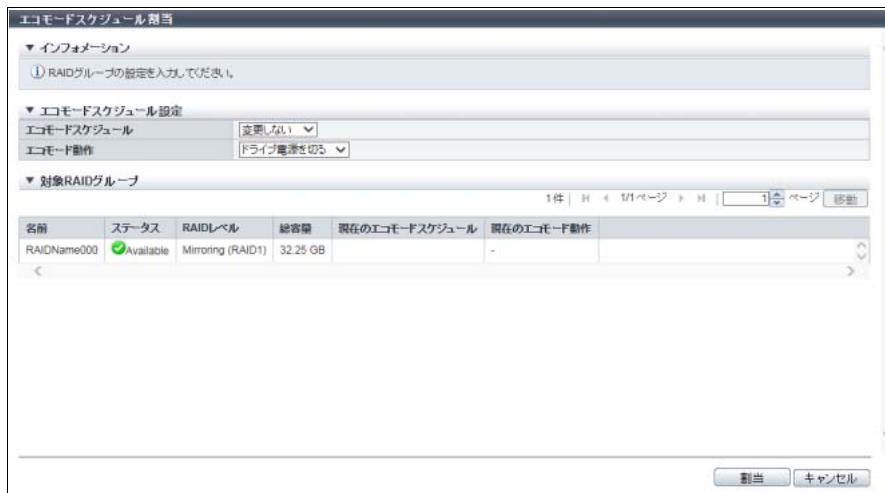 エコモードスケジュール割当
▼ インフォメーション
RAIDグループの設定を入力してください。
▼ エコモードスケジュール設定
エコモードスケジュール 変更しない
エコモード動作 ドライブ電源を切る
▼ 対象RAIDグループ
1件 | 1/1ページ | 1 ページ 移動
名前 ステータス RAIDレベル 総容量 現在のエコモードスケジュール 現在のエコモード動作
RAIDName000 Available Mirroring (RAID1) 32.25 GB -
割当 キャンセル